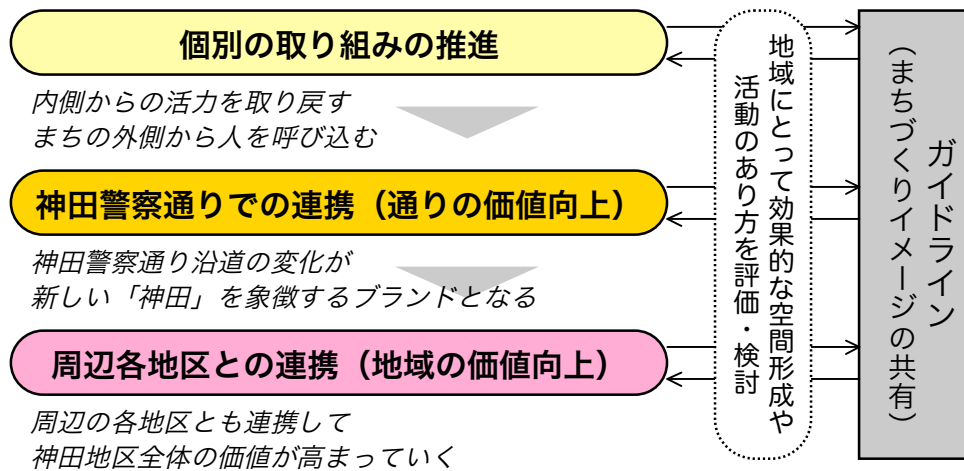 個別の取り組みの推進
内側からの活力を取り戻す
まちの外側から人を呼び込む
神田警察通りでの連携（通りの価値向上）
神田警察通り沿道の変化が
新しい「神田」を象徴するブランドとなる
周辺各地区との連携（地域の価値向上）
周辺の各地区とも連携して
神田地区全体の価値が高まっていく
地域にとって効果的な空間形成や
活動のあり方を評価・検討
ガイドライン
（まちづくりイメージの共有）